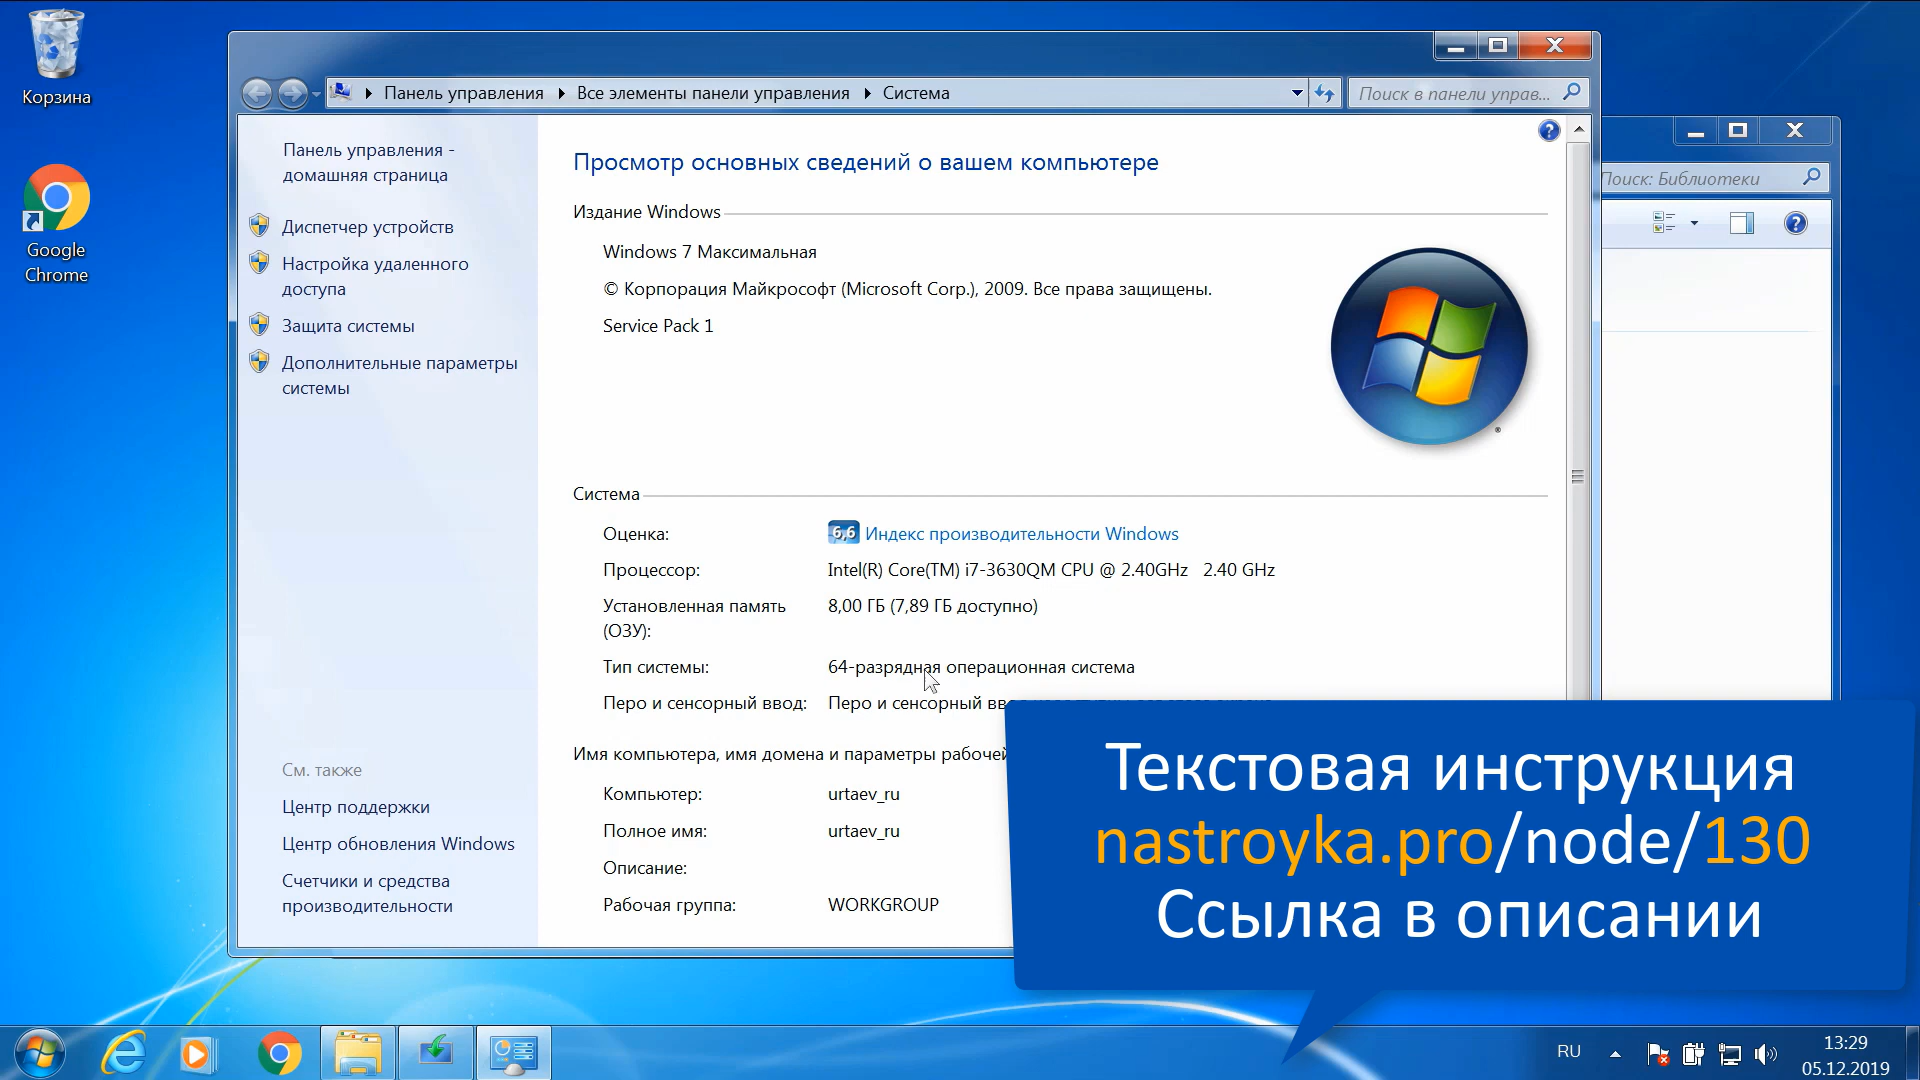 Корзина
Google
Chrome
Панель управления
Все элементы панели управления
Система
Поиск в панели управ...
Поиск: Библиотеки
Панель управления -
домашняя страница
Диспетчер устройств
Настройка удаленного
доступа
Защита системы
Дополнительные параметры
системы
См. также
Центр поддержки
Центр обновления Windows
Счетчики и средства
производительности
Просмотр основных сведений о вашем компьютере
Издание Windows
Windows 7 Максимальная
© Корпорация Майкрософт (Microsoft Corp.), 2009. Все права защищены.
Service Pack 1
Система
Оценка:
6,6 Индекс производительности Windows
Процессор:
Intel(R) Core(TM) i7-3630QM CPU @ 2.40GHz 2.40 GHz
Установленная память
(ОЗУ):
8,00 ГБ (7,89 ГБ доступно)
Тип системы:
64-разрядная операционная система
Перо и сенсорный ввод:
Перо и сенсорный
Имя компьютера, имя домена и параметры
Компьютер:
urtaev_ru
Полное имя:
urtaev_ru
Описание:
Рабочая группа:
WORKGROUP
Текстовая инструкция
nastroyka.pro/node/130
Ссылка в описании
RU
13:29
05.12.2019